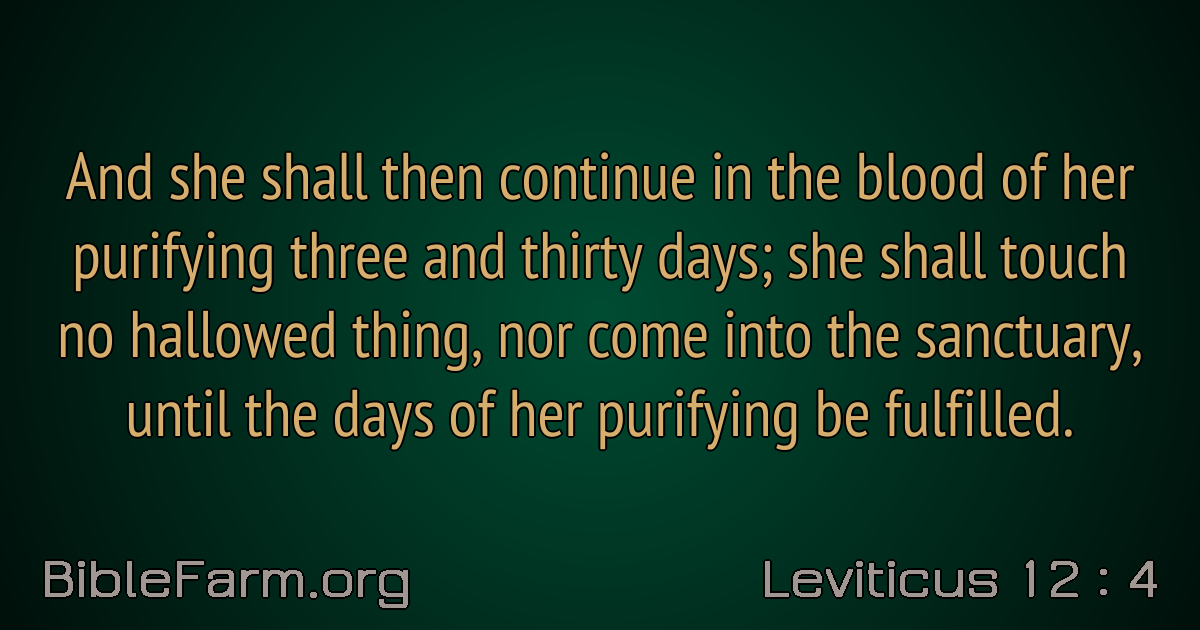 And she shall then continue in the blood of her
purifying three and thirty days; she shall touch
no hallowed thing, nor come into the sanctuary,
until the days of her purifying be fulfilled.
BibleFarm.org
Leviticus 12 : 4